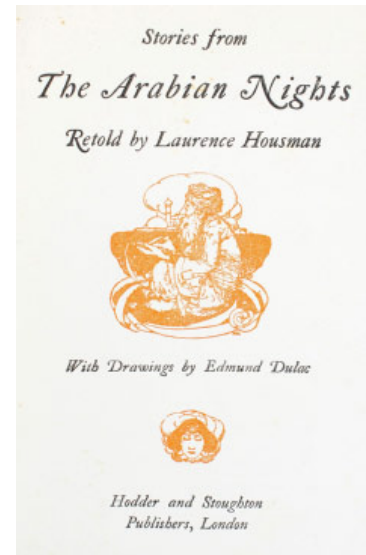 Stories from
The Arabian Nights
Retold by Laurence Housman
With Drawings by Edmund Dulac
Hodder and Stoughton
Publishers, London